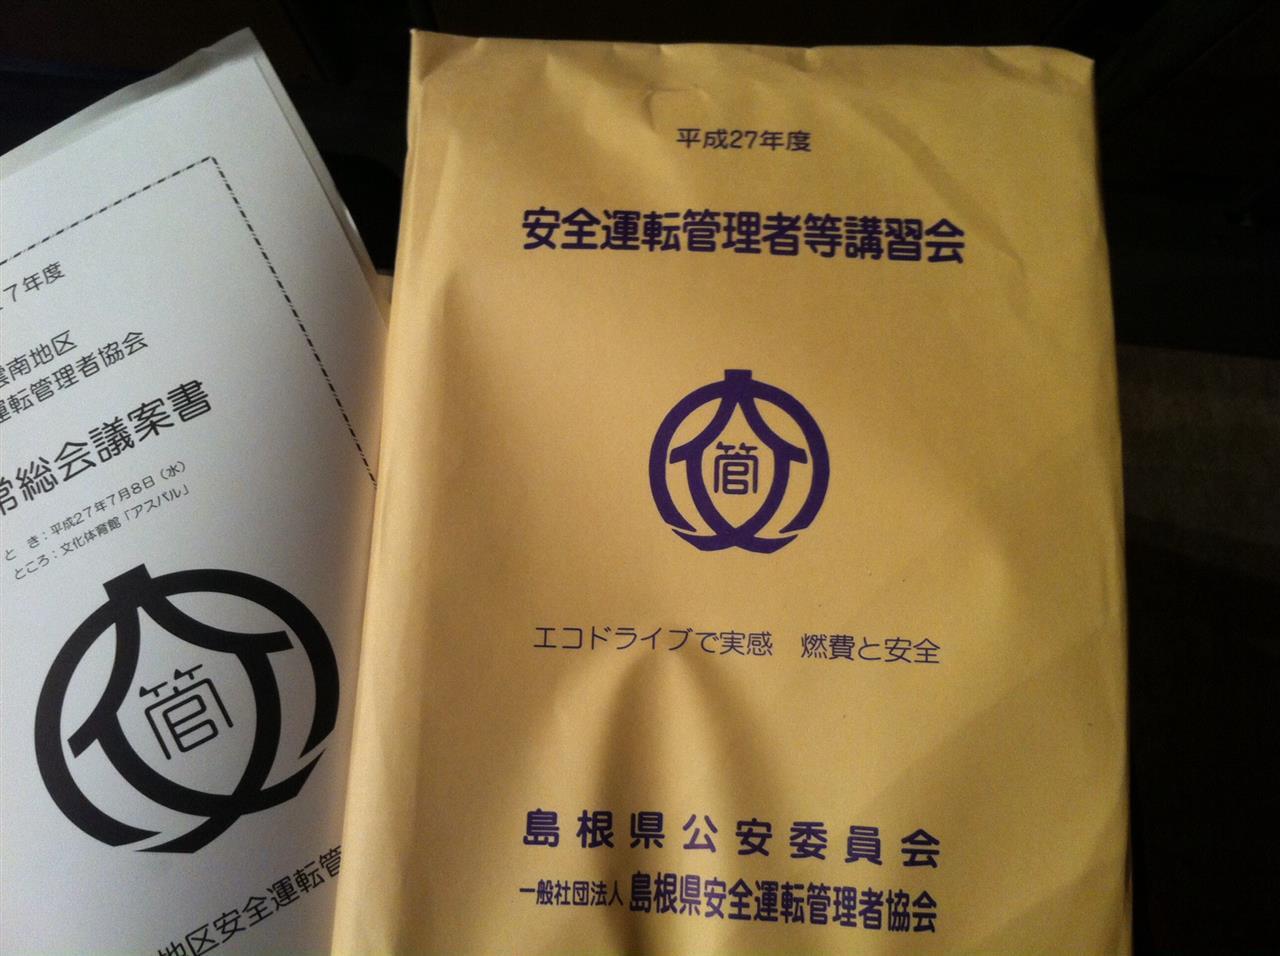 7年度
雲南地区
運転管理者協会
常総会議案書
とき：平成27年7月8日（水）
ところ：文化体育館「アスパル」
管
地区安全運転管
平成27年度
安全運転管理者等講習会
管
エコドライブで実感　燃費と安全
島根県公安委員会
一般社団法人 島根県安全運転管理者協会